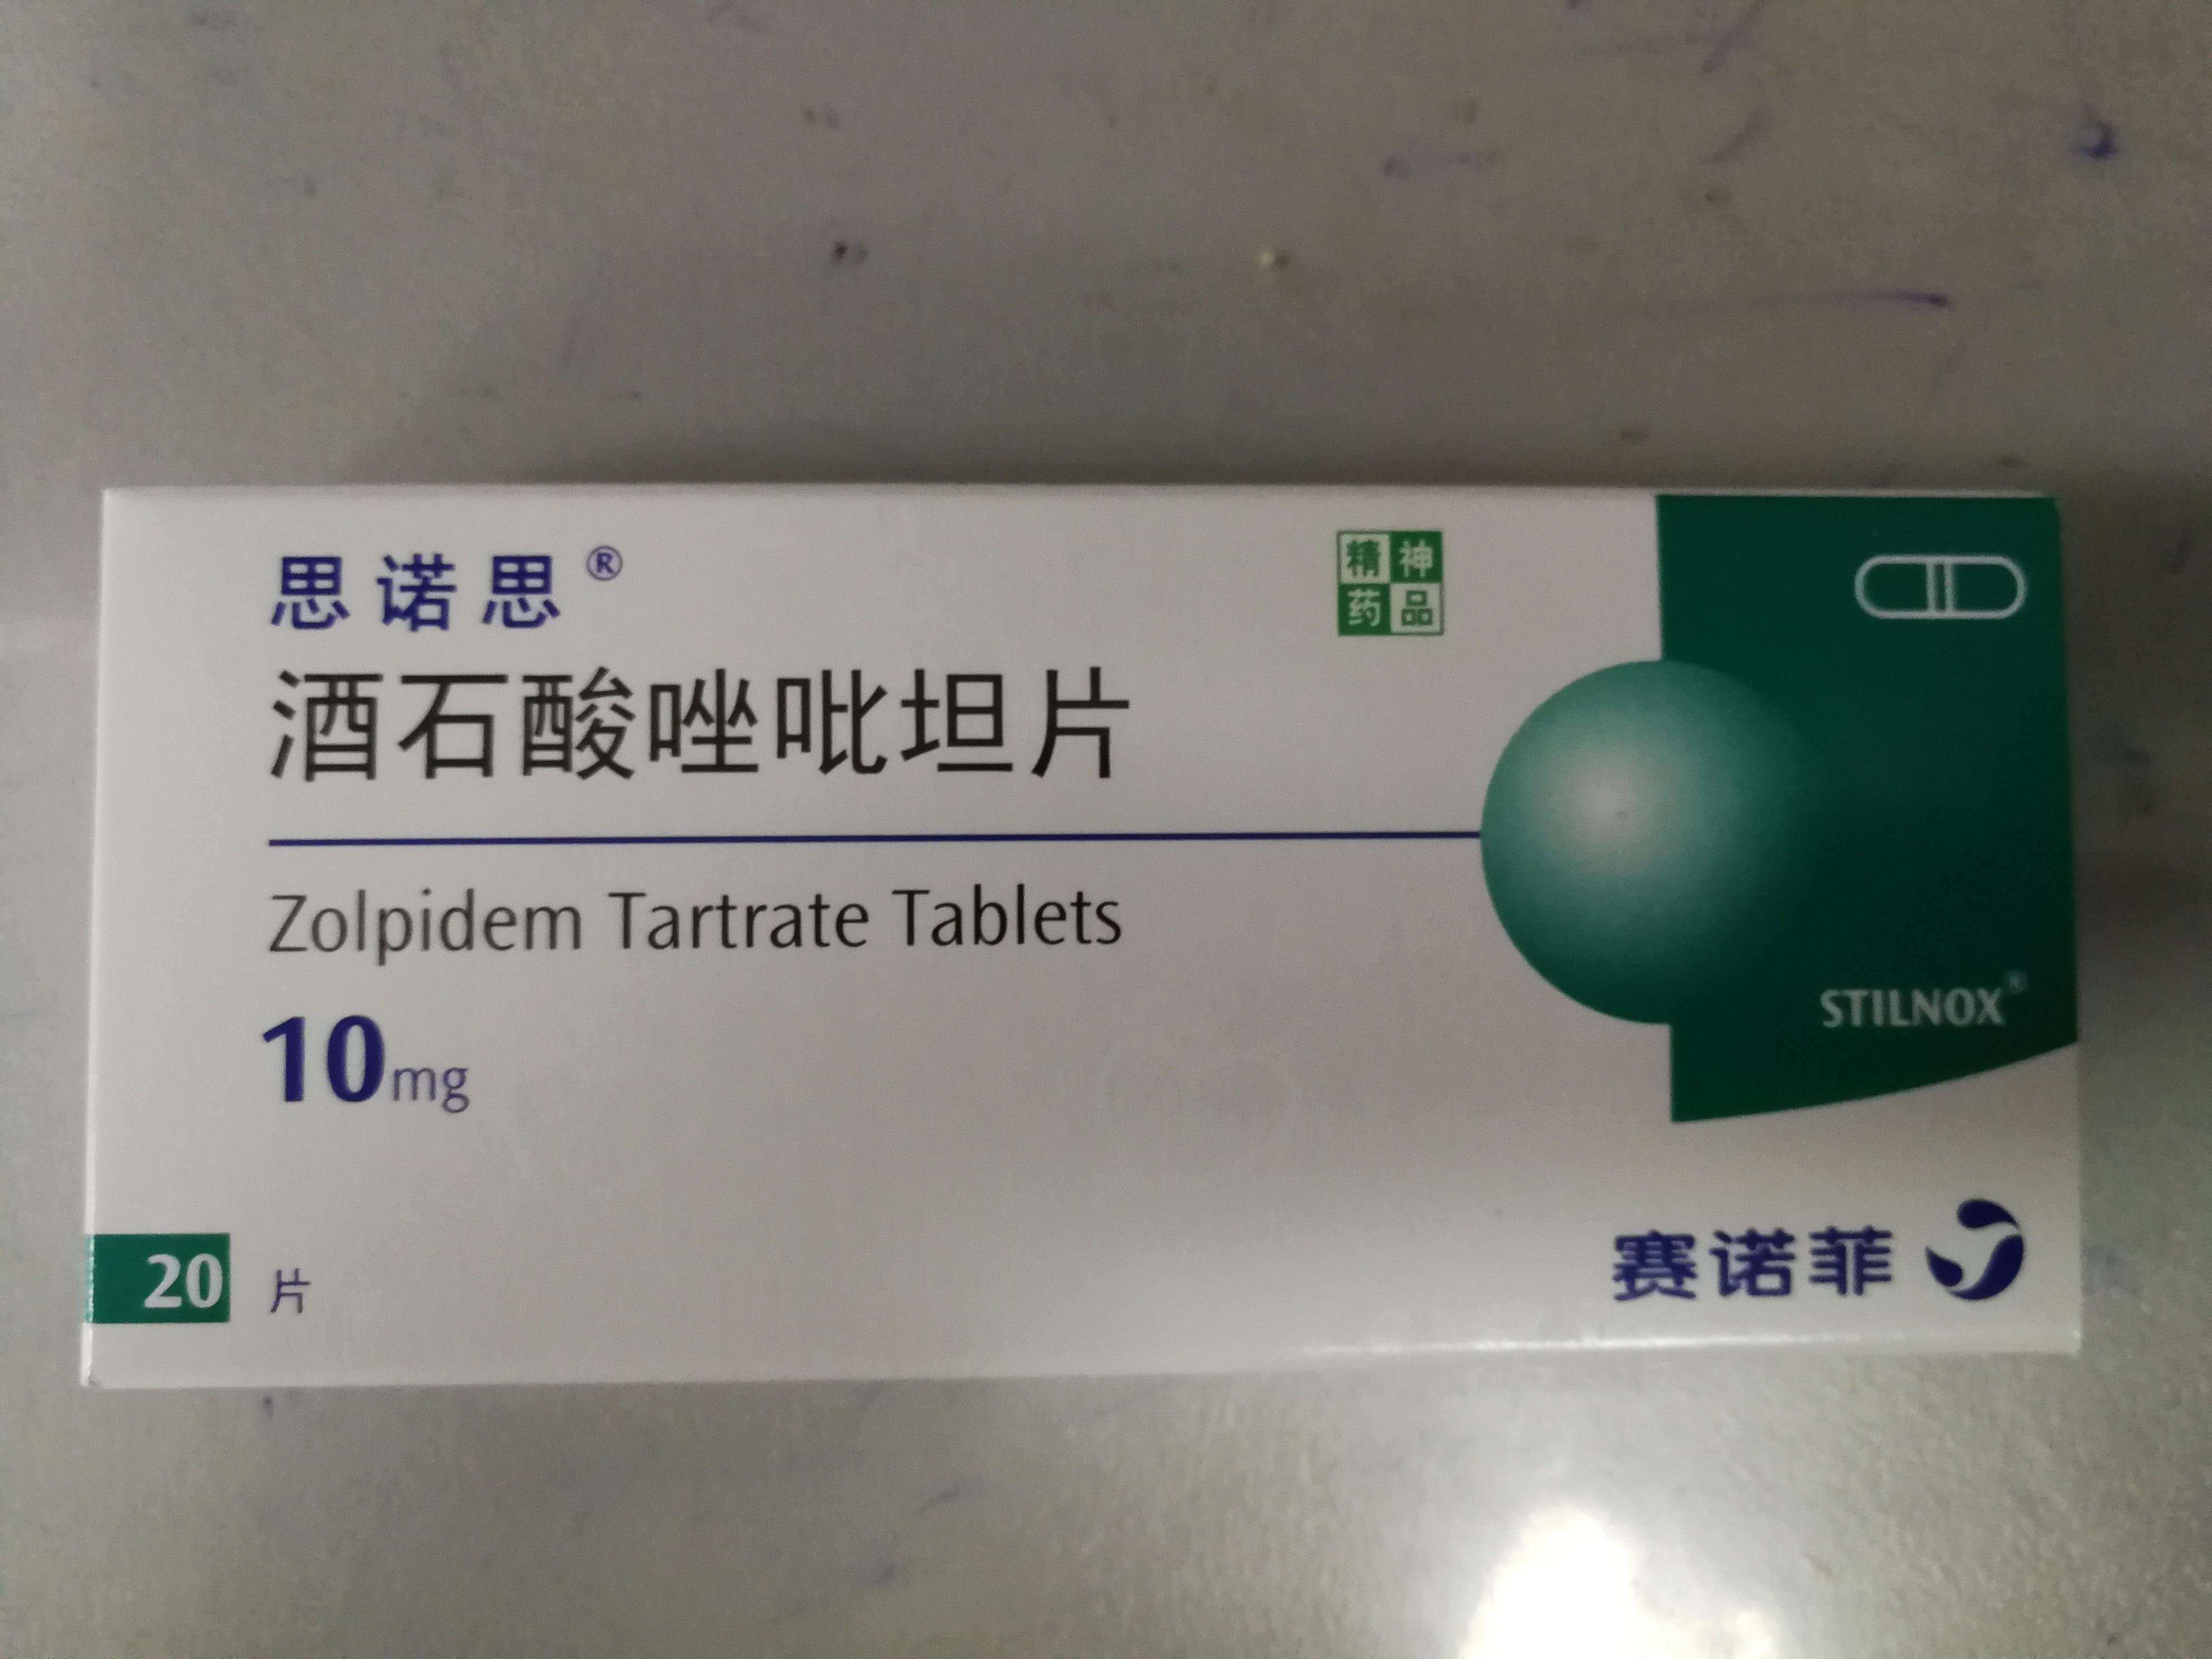 思诺思®
精神
药品
酒石酸唑吡坦片
Zolpidem Tartrate Tablets
STILNOX®
10mg
20 片
赛诺菲